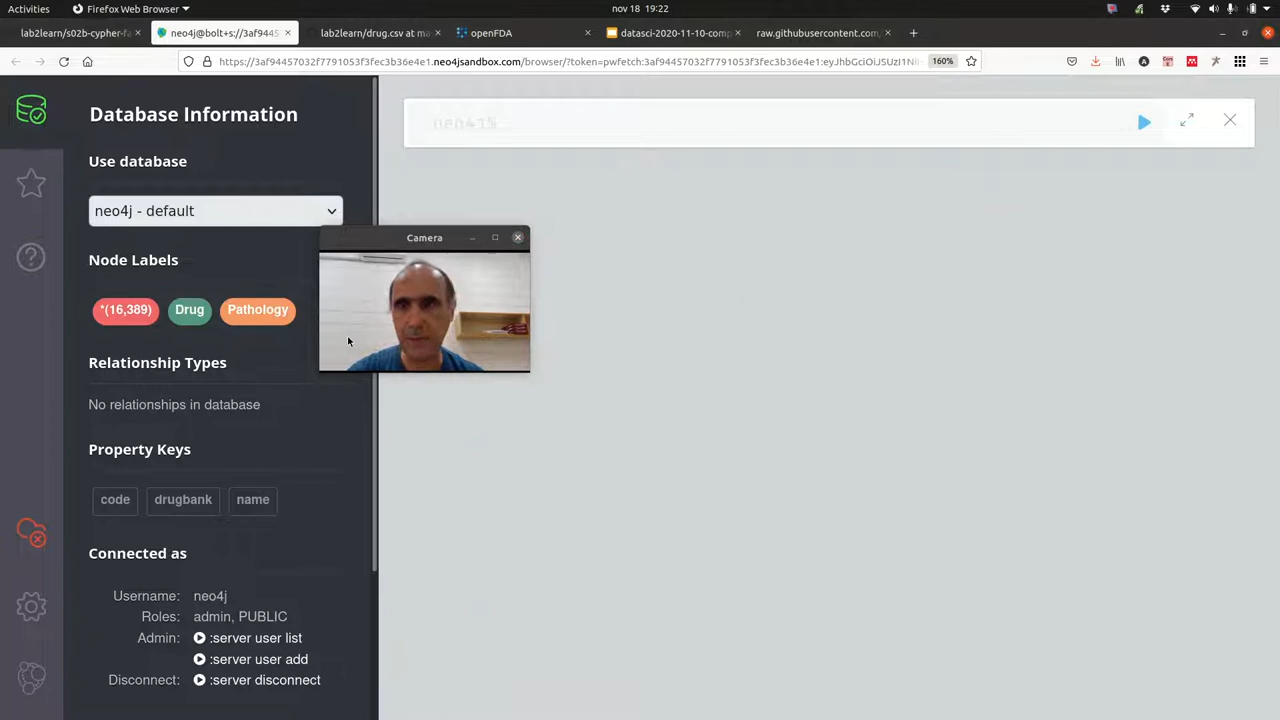 Activities
Firefox Web Browser
nov 18 19:22
lab2learn/s02b-cypher-fa
neo4j@bolt+s://3af9445
lab2learn/drug.csv at ma
openFDA
datasci-2020-11-10-comp
raw.githubusercontent.com/
https://3af94457032f7791053f3fec3b36e4e1.neo4jsandbox.com/browser/?token=pwfetch:3af94457032f7791053f3fec3b36e4e1:eyJhbGciOiJSUzI1Ni
160%
Database Information
neo4j$
Use database
neo4j - default
Camera
Node Labels
*(16,389)
Drug
Pathology
Relationship Types
No relationships in database
Property Keys
code
drugbank
name
Connected as
Username: neo4j
Roles: admin, PUBLIC
Admin: :server user list
:server user add
Disconnect: :server disconnect